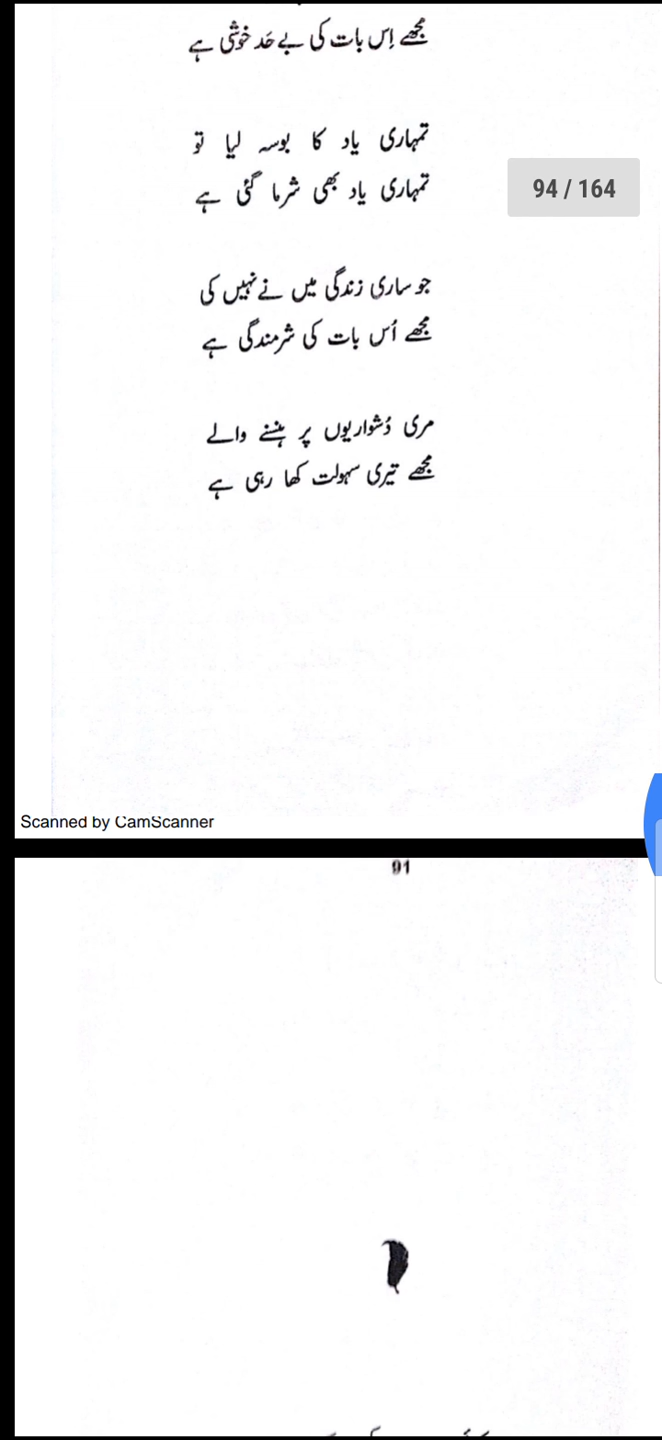 مجھے اِس بات کی بے حَد خوشی ہے
تمہاری یاد کا بوسہ لیا تو
تمہاری یاد بھی شرما گئی ہے
94 / 164
جو ساری زندگی میں نے نہیں کی
مجھے اُس بات کی شرمندگی ہے
مری دُشواریوں پر ہنسنے والے
مجھے تیری سہولت کھا رہی ہے
Scanned by CamScanner
91